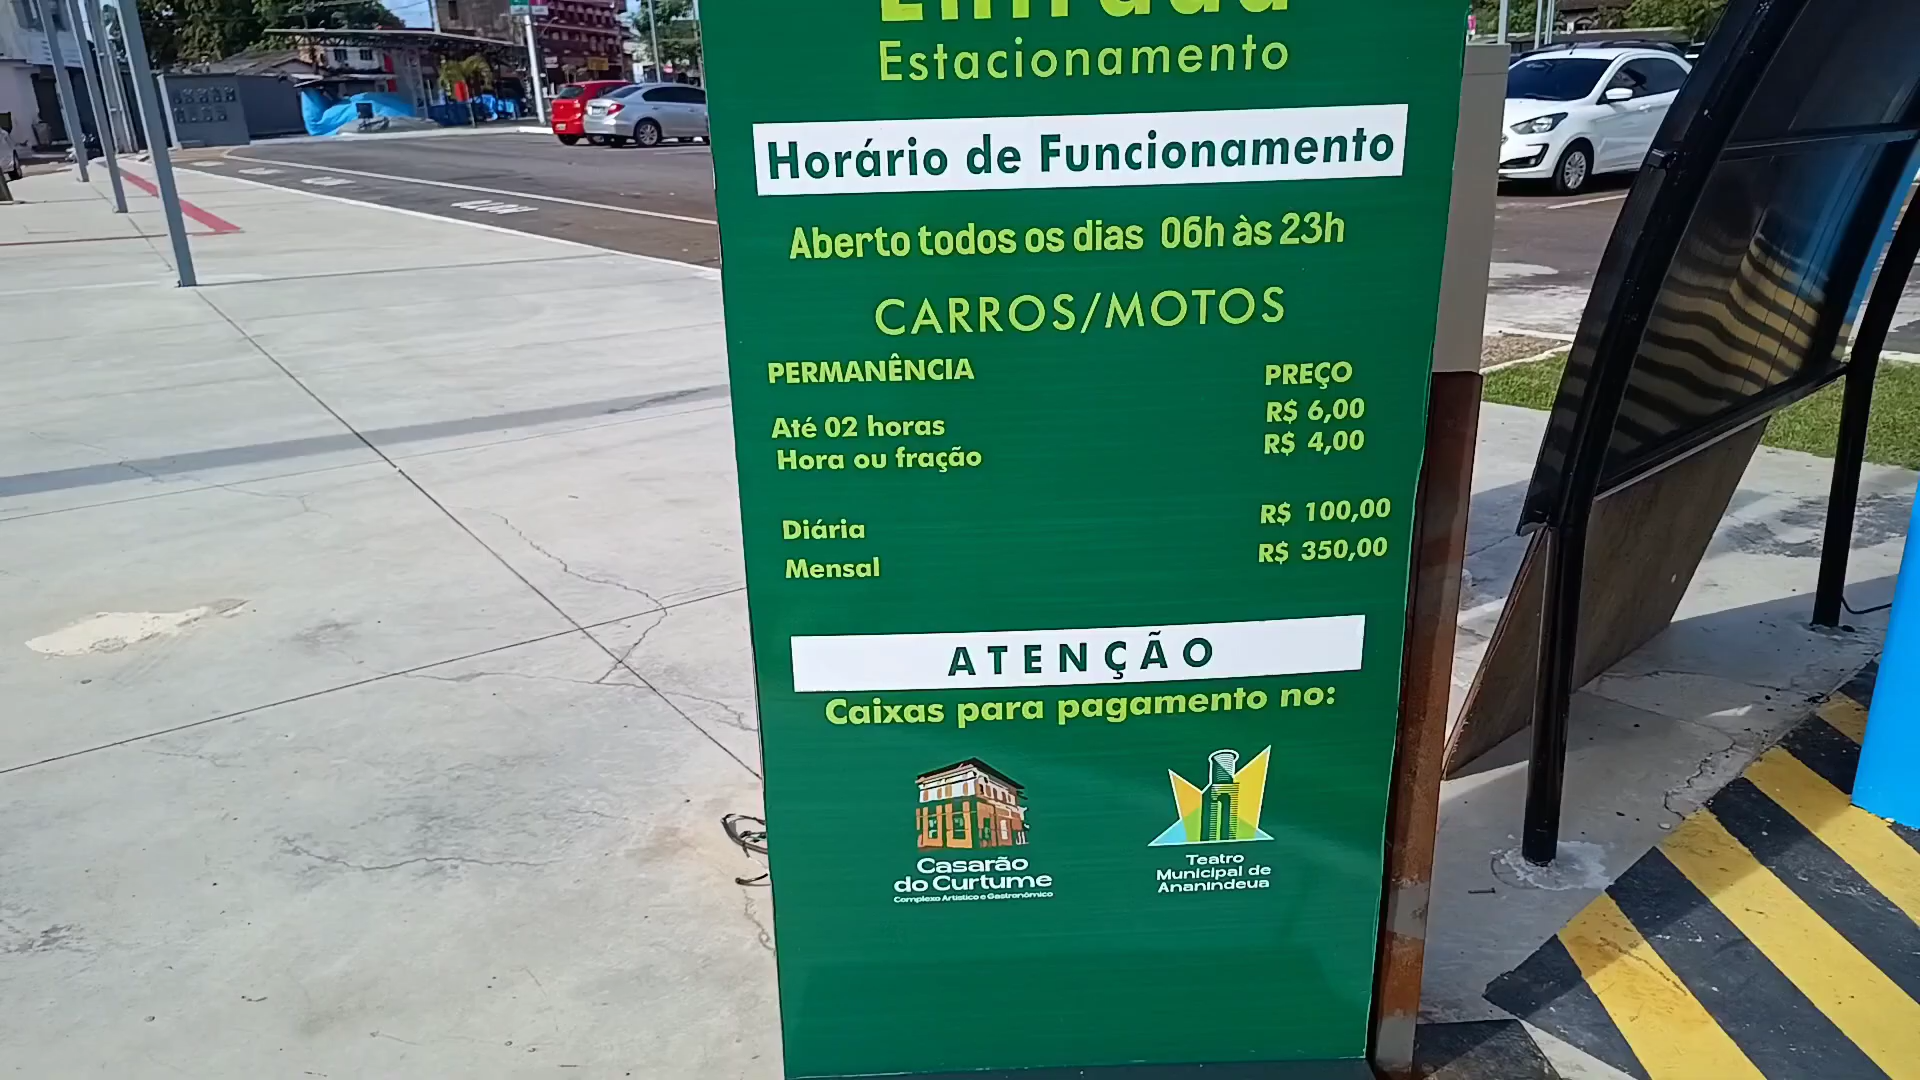 Entrada
Estacionamento
Horário de Funcionamento
Aberto todos os dias 06h às 23h
CARROS/MOTOS
PERMANÊNCIA PREÇO
Até 02 horas R$ 6,00
Hora ou fração R$ 4,00
Diária R$ 100,00
Mensal R$ 350,00
ATENÇÃO
Caixas para pagamento no:
Casarão
do Curtume
Complexo Artístico e Gastronômico
Teatro
Municipal de
Ananindeua